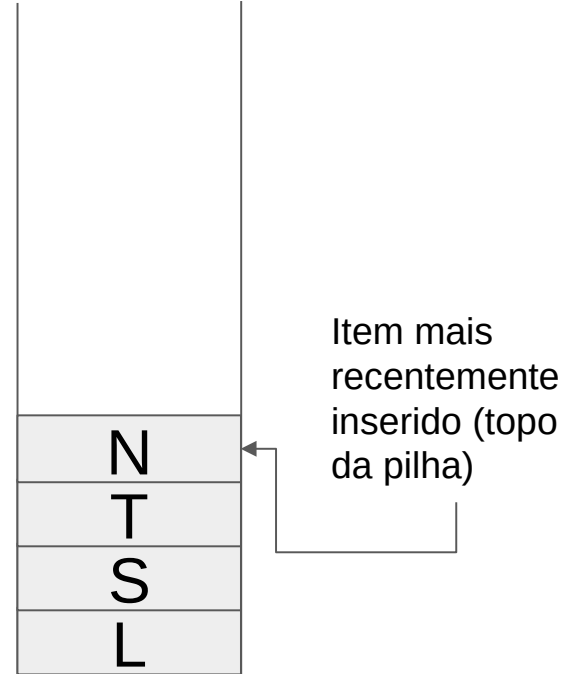 Item mais
recentemente
inserido (topo
da pilha)
N
T
S
L